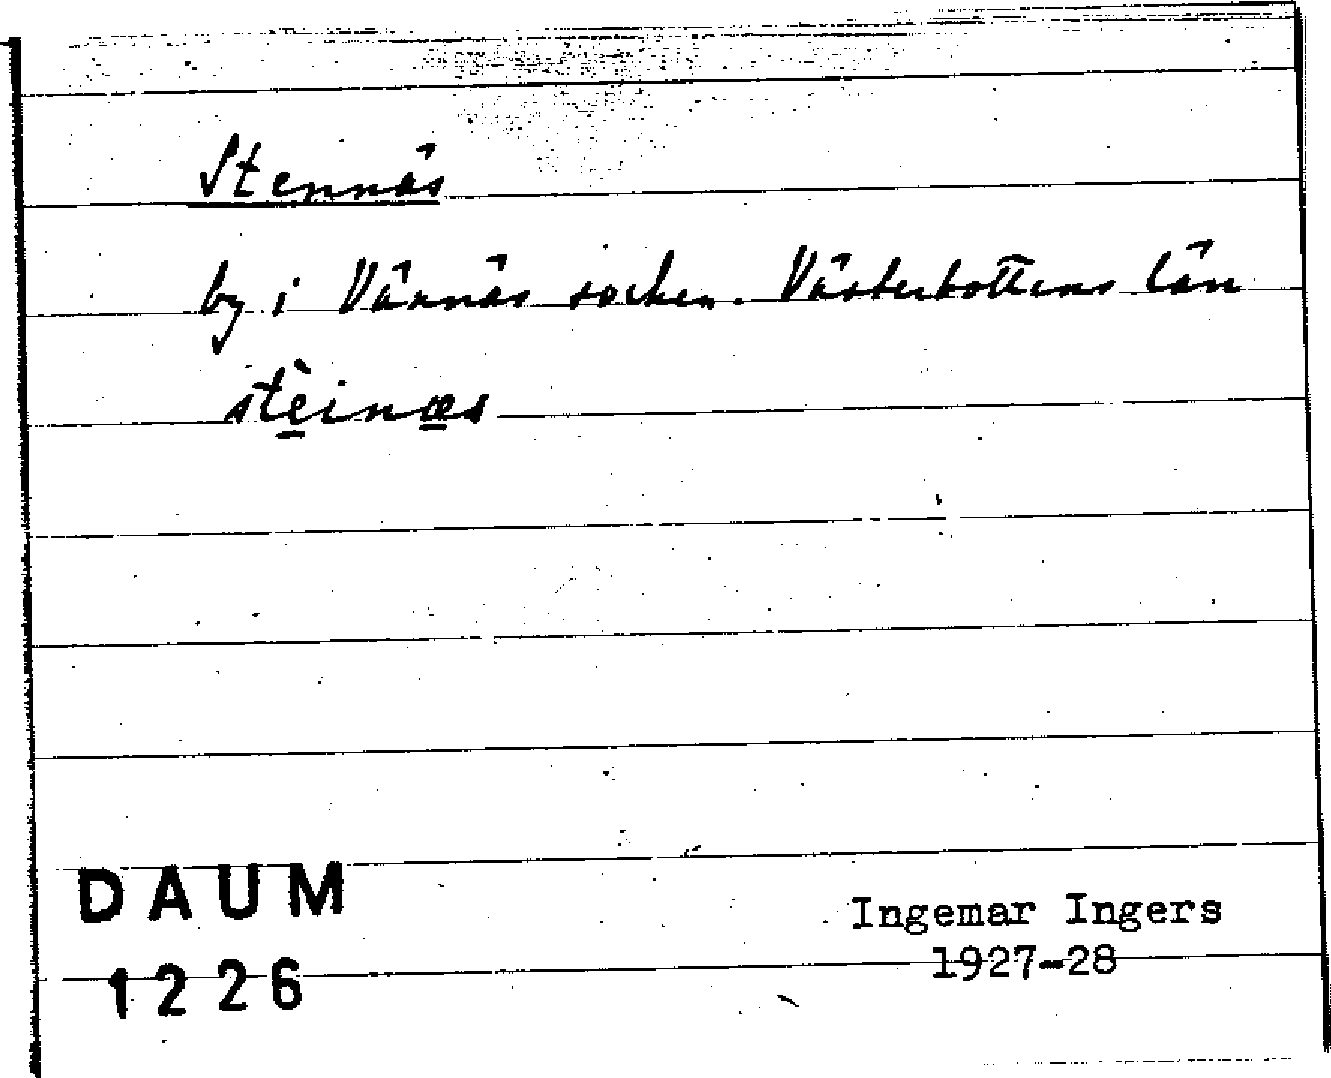 Stennäs
by i Vännäs socken. Västerbottens län
stèinæs
DAUM
1226
Ingemar Ingers
1927-28